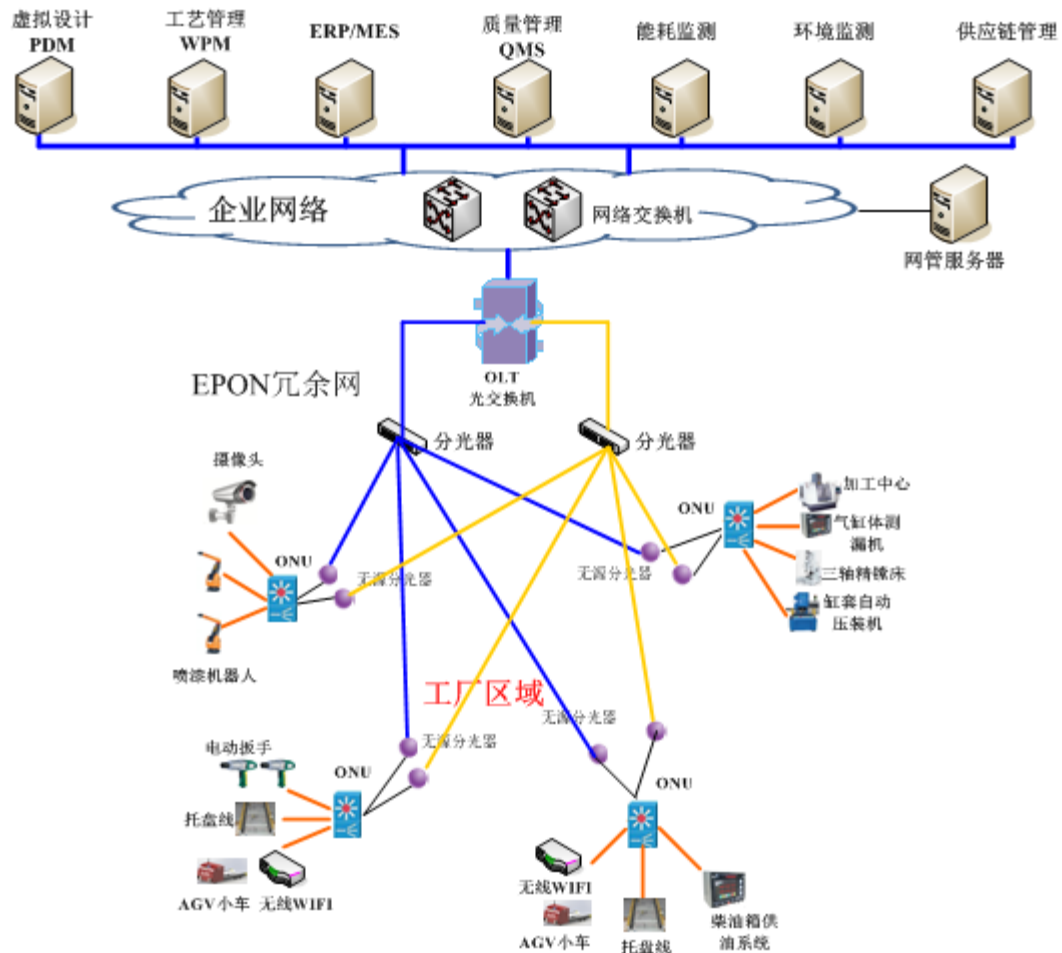 虚拟设计
PDM
工艺管理
WPM
ERP/MES
质量管理
QMS
能耗监测
环境监测
供应链管理
企业网络
网络交换机
网管服务器
OLT
光交换机
EPON冗余网
分光器
分光器
摄像头
ONU
无源分光器
喷漆机器人
ONU
无源分光器
加工中心
气缸体测
漏机
三轴精镗床
缸套自动
压装机
工厂区域
无源分光器
无源分光器
电动扳手
ONU
托盘线
AGV小车
无线WIFI
ONU
无线WIFI
AGV小车
托盘线
柴油箱供
油系统